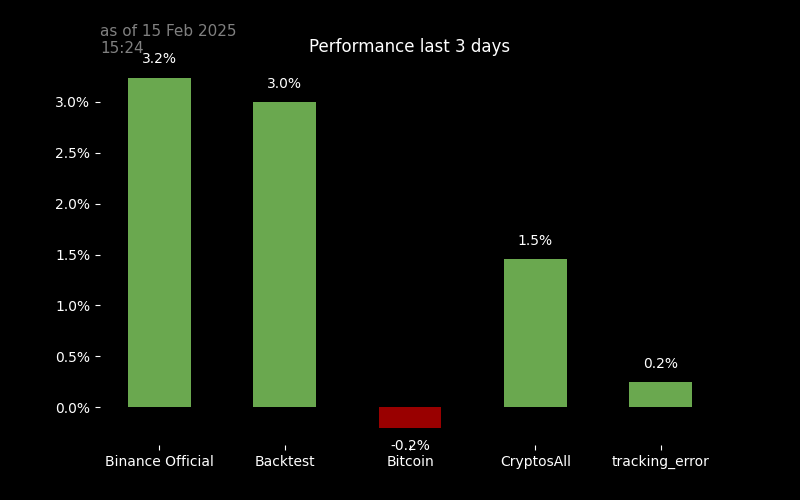 as of 15 Feb 2025
15:24
Performance last 3 days
3.2%
3.0%
-0.2%
1.5%
0.2%
3.0%
2.5%
2.0%
1.5%
1.0%
0.5%
0.0%
Binance Official
Backtest
Bitcoin
CryptosAll
tracking_error